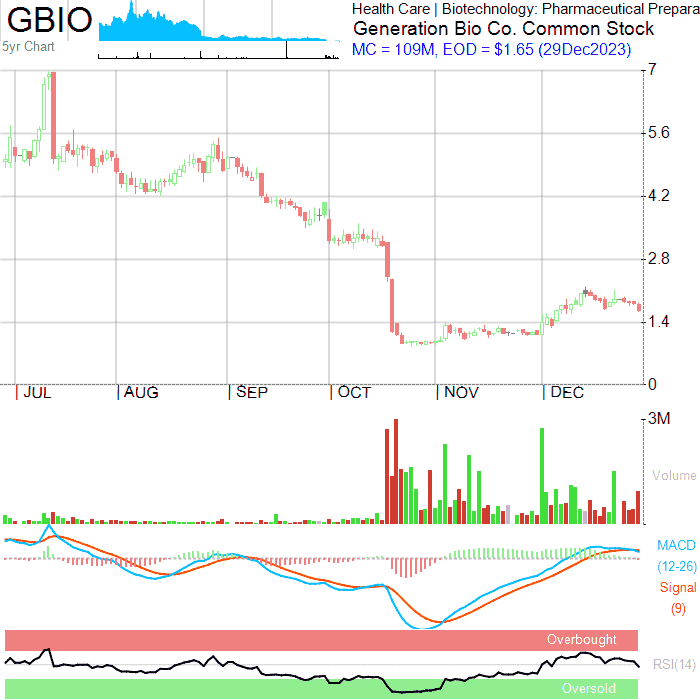 GBIO
5yr Chart
Health Care | Biotechnology: Pharmaceutical Prepara
Generation Bio Co. Common Stock
MC = 109M, EOD = $1.65 (29Dec2023)
7
5.6
4.2
2.8
1.4
0
| JUL | AUG | SEP | OCT | NOV | DEC
3M
Volume
MACD
(12-26)
Signal
(9)
Overbought
RSI(14)
Oversold